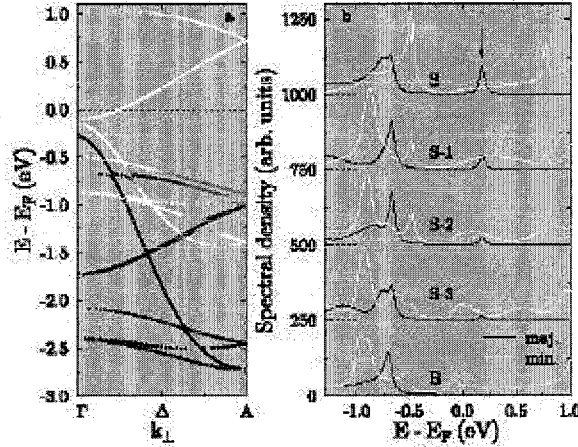 a
1.0
0.5
0.0
-0.5
-1.0
-1.5
-2.0
-2.5
-3.0
E - E_F (eV)
Γ
Δ
A
k_⊥
b
1250
1000
750
500
250
0
Spectral density (arb. units)
S
S-1
S-2
S-3
B
maj.
min.
-1.0
-0.5
0.0
0.5
1.0
E - E_F (eV)